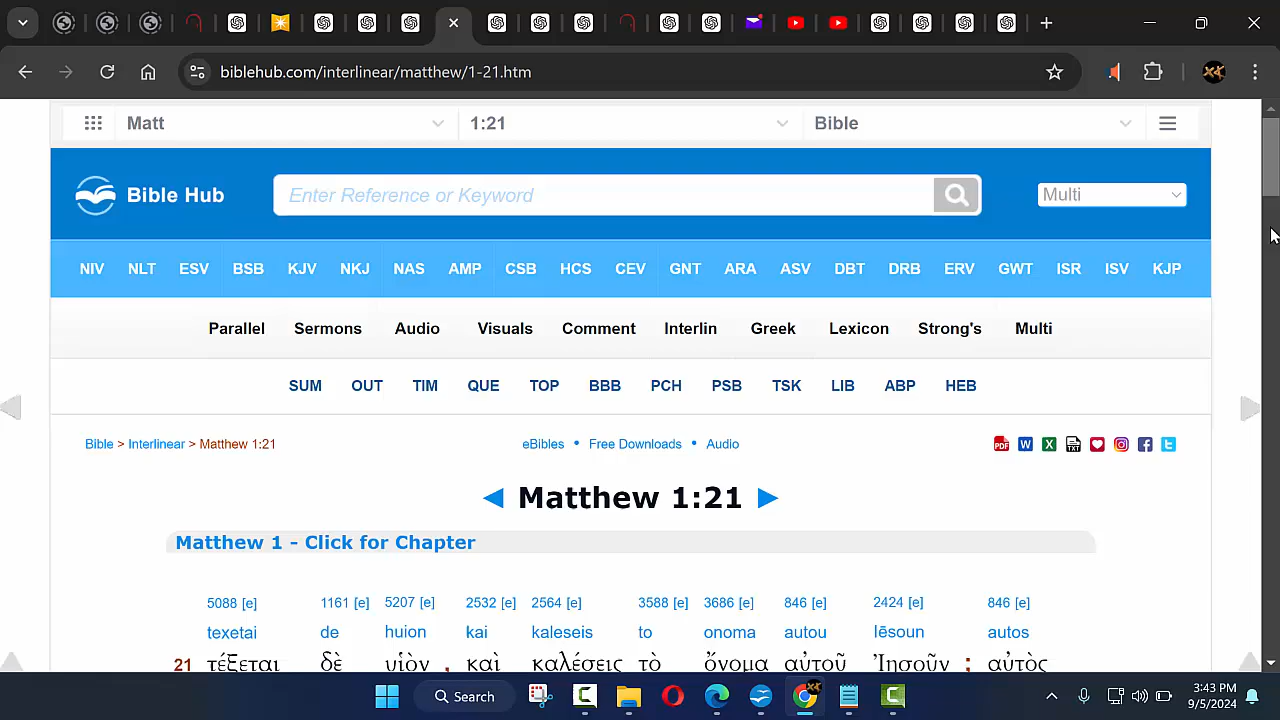 biblehub.com/interlinear/matthew/1-21.htm
Matt 1:21 Bible
Bible Hub Enter Reference or Keyword Multi
NIV NLT ESV BSB KJV NKJ NAS AMP CSB HCS CEV GNT ARA ASV DBT DRB ERV GWT ISR ISV KJP
Parallel Sermons Audio Visuals Comment Interlin Greek Lexicon Strong's Multi
SUM OUT TIM QUE TOP BBB PCH PSB TSK LIB ABP HEB
Bible > Interlinear > Matthew 1:21 eBibles • Free Downloads • Audio PDF W X TXT
◄ Matthew 1:21 ►
Matthew 1 - Click for Chapter
5088 [e] 1161 [e] 5207 [e] 2532 [e] 2564 [e] 3588 [e] 3686 [e] 846 [e] 2424 [e] 846 [e]
texetai de huion kai kaleseis to onoma autou Iēsoun autos
21 τέξεται δὲ υἱὸν , καὶ καλέσεις τὸ ὄνομα αὐτοῦ Ἰησοῦν ; αὐτὸς
Search 3:43 PM
9/5/2024